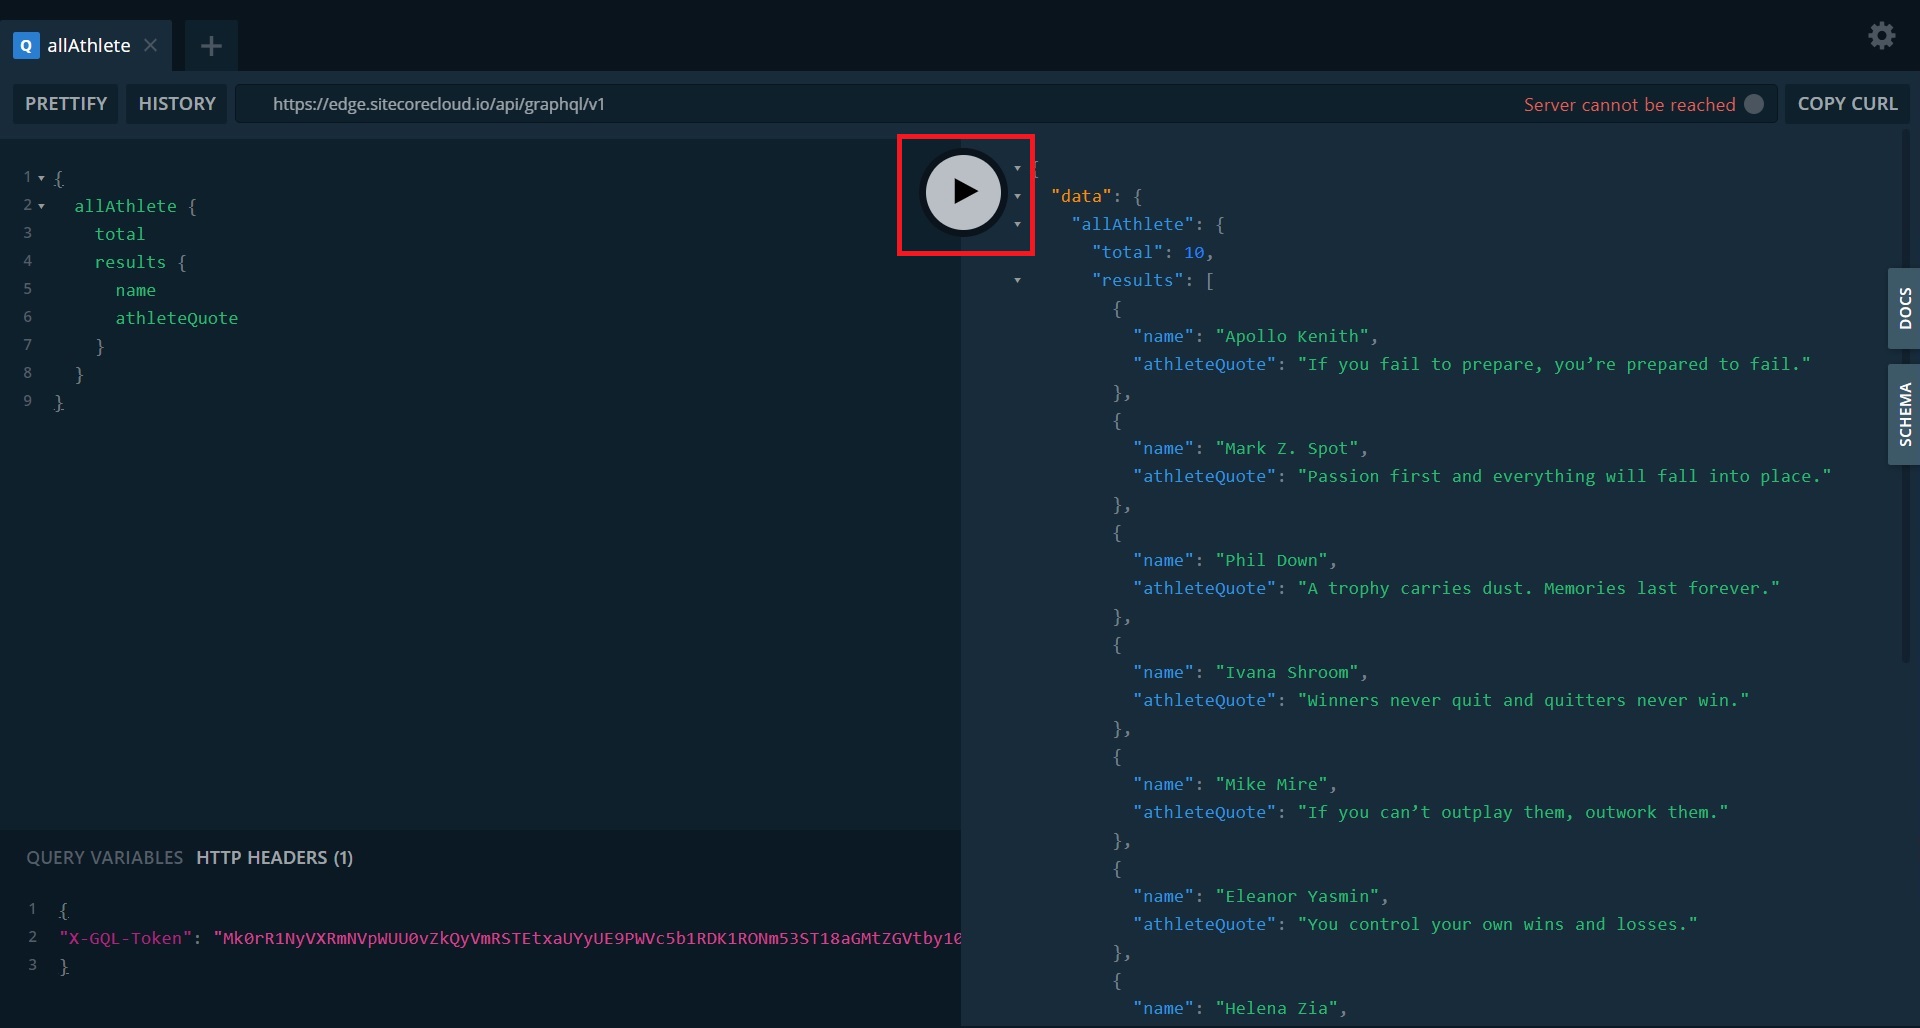 Q allAthlete × +
PRETTIFY HISTORY https://edge.sitecorecloud.io/api/graphql/v1 Server cannot be reached COPY CURL
1 {
2 allAthlete {
3 total
4 results {
5 name
6 athleteQuote
7 }
8 }
9 }
QUERY VARIABLES HTTP HEADERS (1)
1 {
2 "X-GQL-Token": "Mk0rR1NyVXRmNVpWUU0vZkQyVmRSTEtxaUYyUE9PWVc5b1RDK1RONm53ST18aGMtZGVtby10
3 }
{
"data": {
"allAthlete": {
"total": 10,
"results": [
{
"name": "Apollo Kenith",
"athleteQuote": "If you fail to prepare, you’re prepared to fail."
},
{
"name": "Mark Z. Spot",
"athleteQuote": "Passion first and everything will fall into place."
},
{
"name": "Phil Down",
"athleteQuote": "A trophy carries dust. Memories last forever."
},
{
"name": "Ivana Shroom",
"athleteQuote": "Winners never quit and quitters never win."
},
{
"name": "Mike Mire",
"athleteQuote": "If you can’t outplay them, outwork them."
},
{
"name": "Eleanor Yasmin",
"athleteQuote": "You control your own wins and losses."
},
{
"name": "Helena Zia",
DOCS
SCHEMA